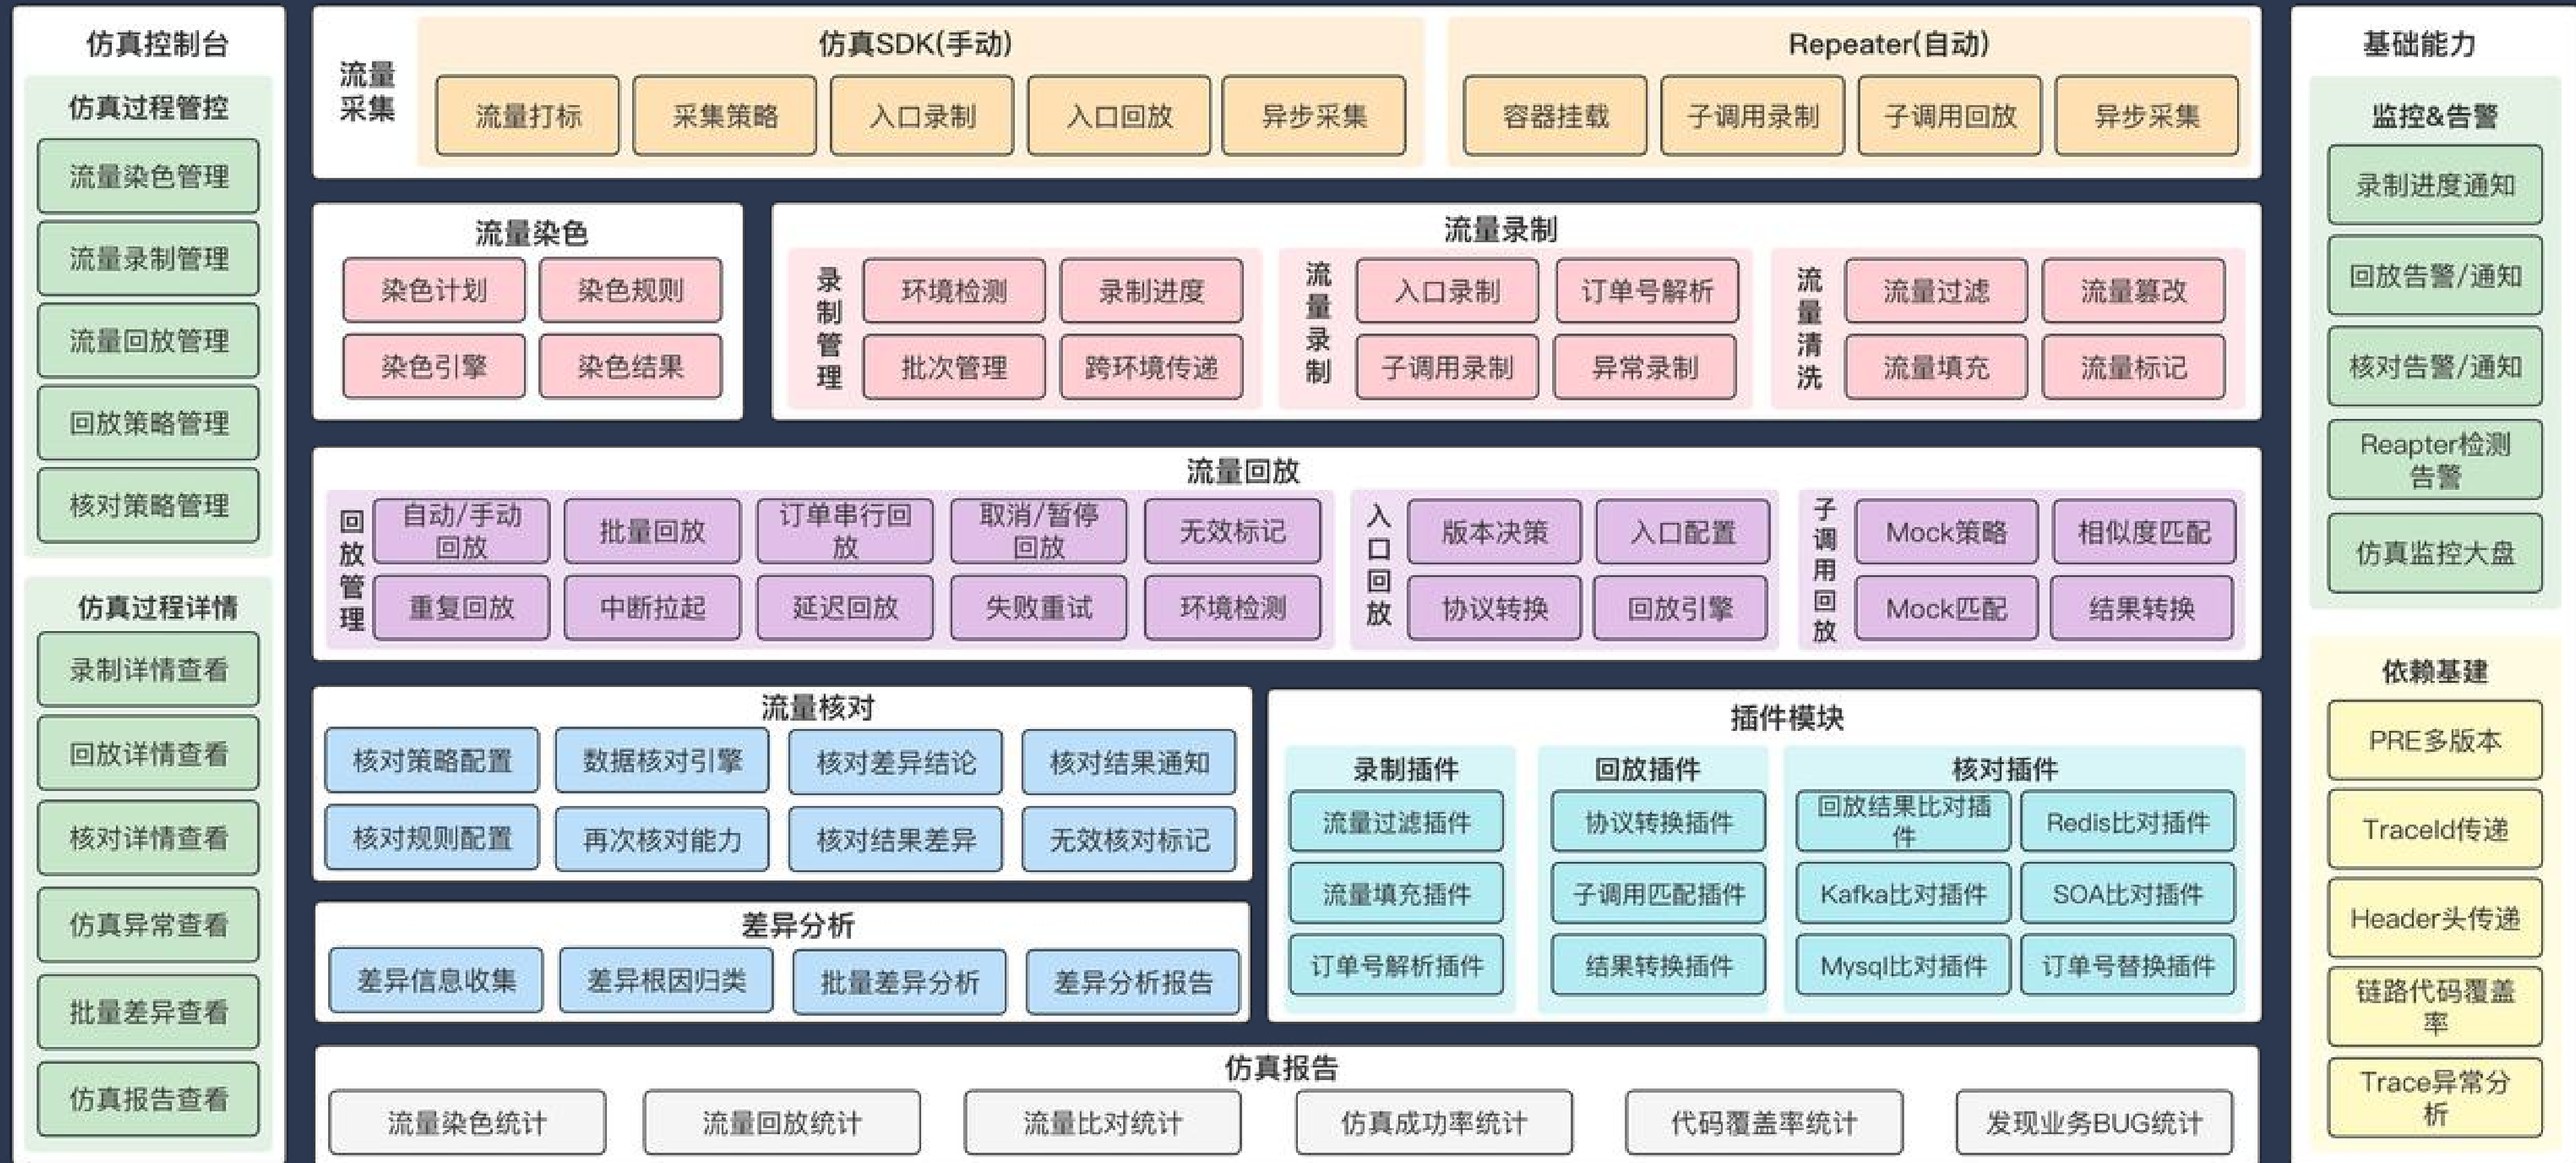 仿真控制台
仿真过程管控
流量染色管理
流量录制管理
流量回放管理
回放策略管理
核对策略管理
仿真过程详情
录制详情查看
回放详情查看
核对详情查看
仿真异常查看
批量差异查看
仿真报告查看
流量
采集
仿真SDK(手动)
流量打标
采集策略
入口录制
入口回放
异步采集
Repeater(自动)
容器挂载
子调用录制
子调用回放
异步采集
流量染色
染色计划
染色规则
染色引擎
染色结果
流量录制
录制管理
环境检测
录制进度
批次管理
跨环境传递
流量录制
入口录制
订单号解析
子调用录制
异常录制
流量清洗
流量过滤
流量篡改
流量填充
流量标记
流量回放
回放管理
自动/手动
回放
批量回放
订单串行回
放
取消/暂停
回放
无效标记
重复回放
中断拉起
延迟回放
失败重试
环境检测
入口回放
版本决策
入口配置
协议转换
回放引擎
子调用回放
Mock策略
相似度匹配
Mock匹配
结果转换
流量核对
核对策略配置
数据核对引擎
核对差异结论
核对结果通知
核对规则配置
再次核对能力
核对结果差异
无效核对标记
差异分析
差异信息收集
差异根因归类
批量差异分析
差异分析报告
插件模块
录制插件
流量过滤插件
流量填充插件
订单号解析插件
回放插件
协议转换插件
子调用匹配插件
结果转换插件
核对插件
回放结果比对插
件
Redis比对插件
Kafka比对插件
SOA比对插件
Mysql比对插件
订单号替换插件
仿真报告
流量染色统计
流量回放统计
流量比对统计
仿真成功率统计
代码覆盖率统计
发现业务BUG统计
基础能力
监控&告警
录制进度通知
回放告警/通知
核对告警/通知
Reapter检测
告警
仿真监控大盘
依赖基建
PRE多版本
TraceId传递
Header头传递
链路代码覆盖
率
Trace异常分
析